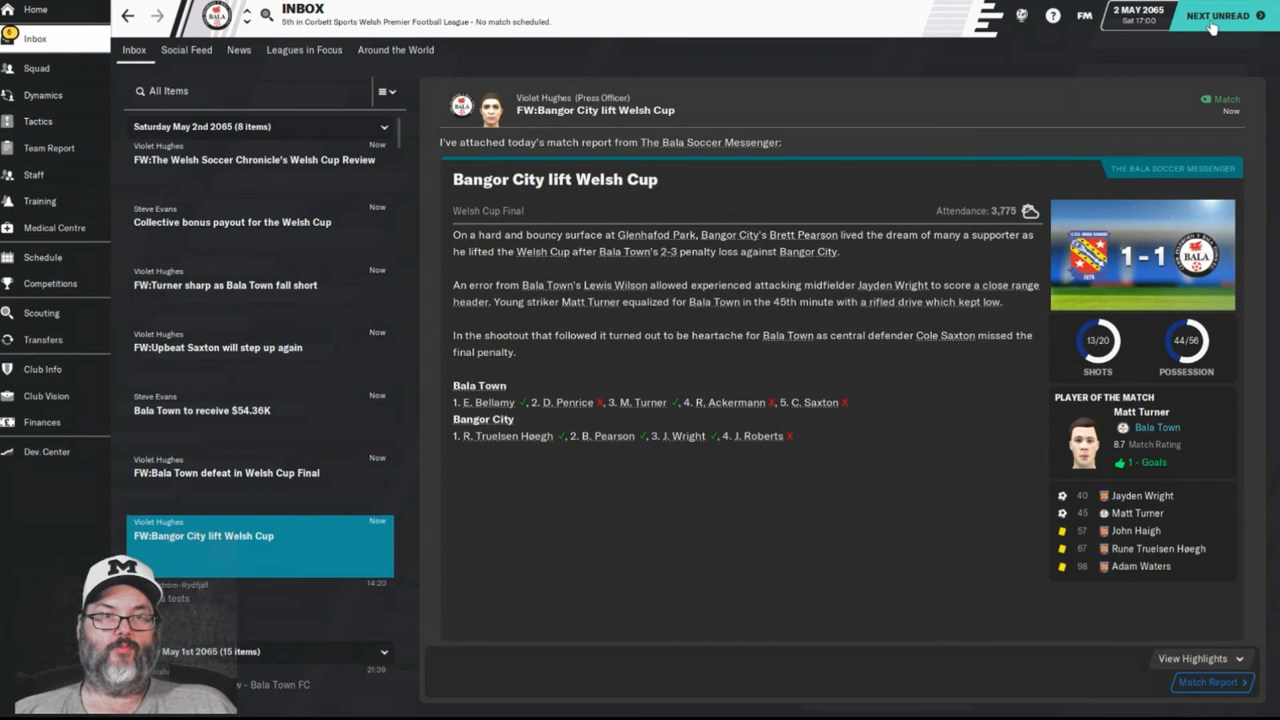 Home
INBOX
5th in Corbett Sports Welsh Premier Football League - No match scheduled.
FM
2 MAY 2065
Sat 17:00
NEXT UNREAD
6
Inbox
Squad
Dynamics
Tactics
Team Report
Staff
Training
Medical Centre
Schedule
Competitions
Scouting
Transfers
Club Info
Club Vision
Finances
Dev. Center
Inbox Social Feed News Leagues in Focus Around the World
All Items
Saturday May 2nd 2065 (8 items)
Violet Hughes Now
FW:The Welsh Soccer Chronicle's Welsh Cup Review
Steve Evans Now
Collective bonus payout for the Welsh Cup
Violet Hughes Now
FW:Turner sharp as Bala Town fall short
Violet Hughes Now
FW:Upbeat Saxton will step up again
Steve Evans Now
Bala Town to receive $54.36K
Violet Hughes Now
FW:Bala Town defeat in Welsh Cup Final
Violet Hughes Now
FW:Bangor City lift Welsh Cup
14:20
s tests
May 1st 2065 (15 items)
21:39
w - Bala Town FC
Violet Hughes (Press Officer)
FW:Bangor City lift Welsh Cup
Match
Now
I've attached today's match report from The Bala Soccer Messenger:
THE BALA SOCCER MESSENGER
Bangor City lift Welsh Cup
Welsh Cup Final
Attendance: 3,775
On a hard and bouncy surface at Glenhafod Park, Bangor City's Brett Pearson lived the dream of many a supporter as
he lifted the Welsh Cup after Bala Town's 2-3 penalty loss against Bangor City.
An error from Bala Town's Lewis Wilson allowed experienced attacking midfielder Jayden Wright to score a close range
header. Young striker Matt Turner equalized for Bala Town in the 45th minute with a rifled drive which kept low.
In the shootout that followed it turned out to be heartache for Bala Town as central defender Cole Saxton missed the
final penalty.
Bala Town
1. E. Bellamy ✓, 2. D. Penrice X, 3. M. Turner ✓, 4. R. Ackermann X, 5. C. Saxton X
Bangor City
1. R. Truelsen Høegh ✓, 2. B. Pearson ✓, 3. J. Wright ✓, 4. J. Roberts X
1-1
BALA
13/20
SHOTS
44/56
POSSESSION
PLAYER OF THE MATCH
Matt Turner
Bala Town
8.7 Match Rating
1 - Goals
40 Jayden Wright
45 Matt Turner
57 John Haigh
67 Rune Truelsen Høegh
98 Adam Waters
View Highlights
Match Report >
M